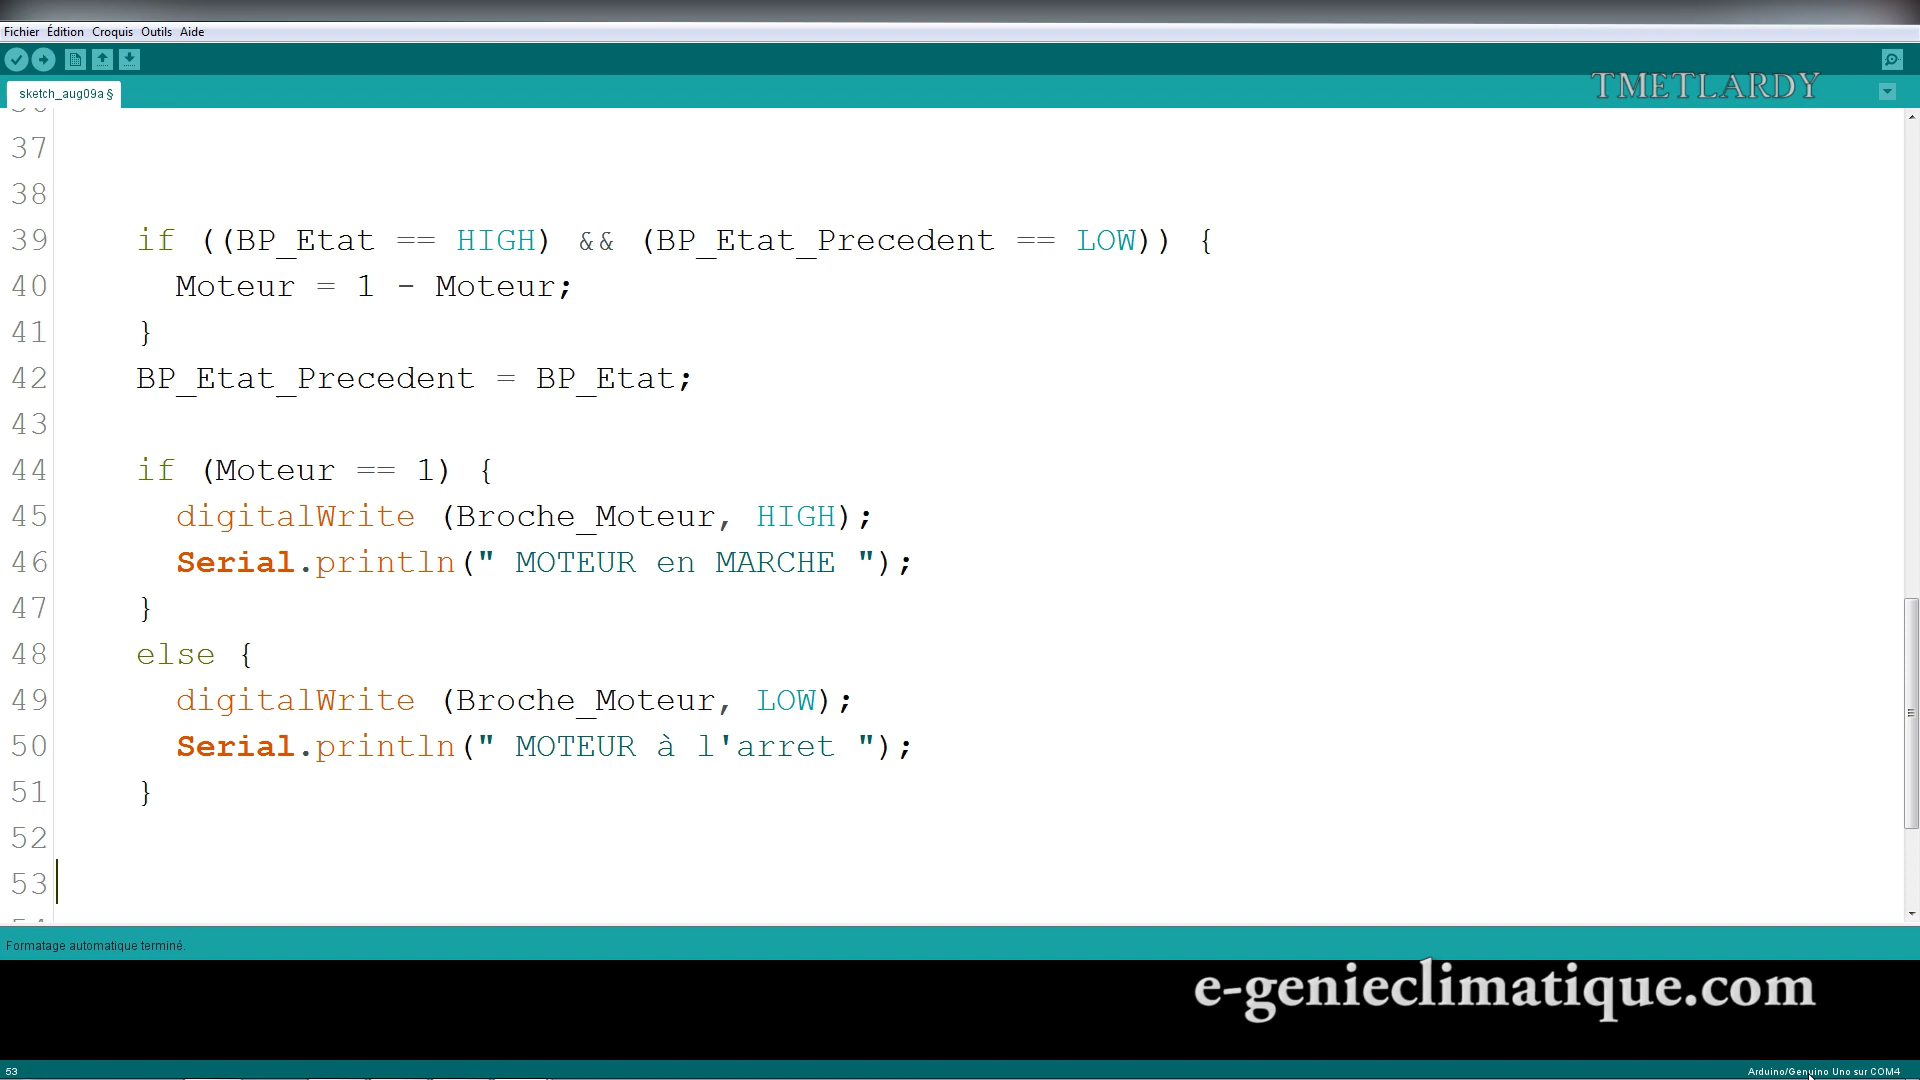 Fichier Édition Croquis Outils Aide
TMETLARDY
sketch_aug09a §
37
38
39 if ((BP_Etat == HIGH) && (BP_Etat_Precedent == LOW)) {
40 Moteur = 1 - Moteur;
41 }
42 BP_Etat_Precedent = BP_Etat;
43
44 if (Moteur == 1) {
45 digitalWrite (Broche_Moteur, HIGH);
46 Serial.println(" MOTEUR en MARCHE ");
47 }
48 else {
49 digitalWrite (Broche_Moteur, LOW);
50 Serial.println(" MOTEUR à l'arret ");
51 }
52
53
Formatage automatique terminé.
e-genieclimatique.com
53
Arduino/Genuino Uno sur COM4